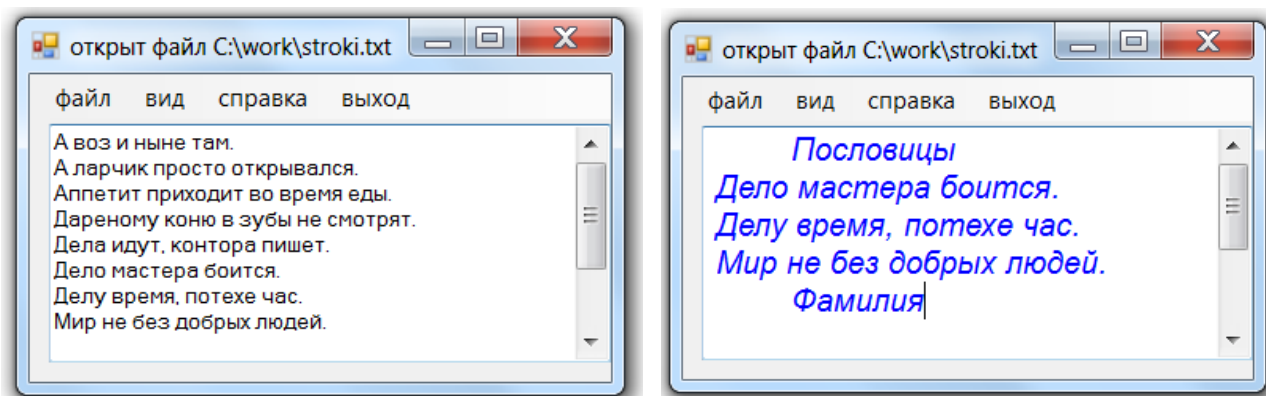 открыт файл C:\work\stroki.txt
файл вид справка выход
А воз и ныне там.
А ларчик просто открывался.
Аппетит приходит во время еды.
Дареному коню в зубы не смотрят.
Дела идут, контора пишет.
Дело мастера боится.
Делу время, потехе час.
Мир не без добрых людей.
открыт файл C:\work\stroki.txt
файл вид справка выход
Пословицы
Дело мастера боится.
Делу время, потехе час.
Мир не без добрых людей.
Фамилия